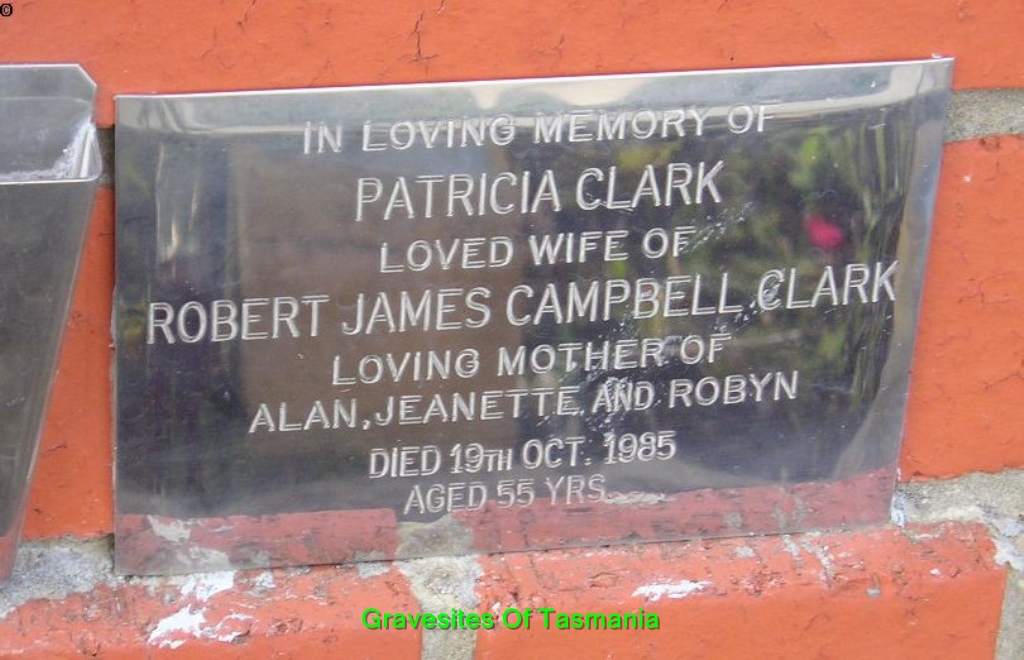 ©
IN LOVING MEMORY OF
PATRICIA CLARK
LOVED WIFE OF
ROBERT JAMES CAMPBELL CLARK
LOVING MOTHER OF
ALAN, JEANETTE AND ROBYN
DIED 19TH OCT. 1985
AGED 55 YRS.
Gravesites Of Tasmania